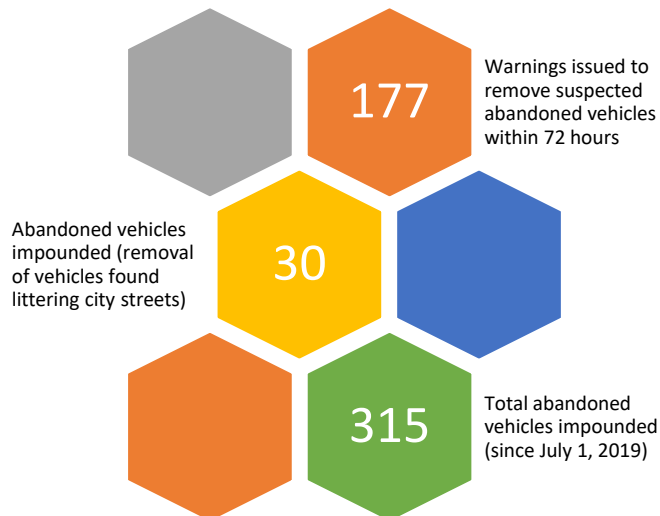 177
Warnings issued to
remove suspected
abandoned vehicles
within 72 hours
Abandoned vehicles
impounded (removal
of vehicles found
littering city streets)
30
315
Total abandoned
vehicles impounded
(since July 1, 2019)